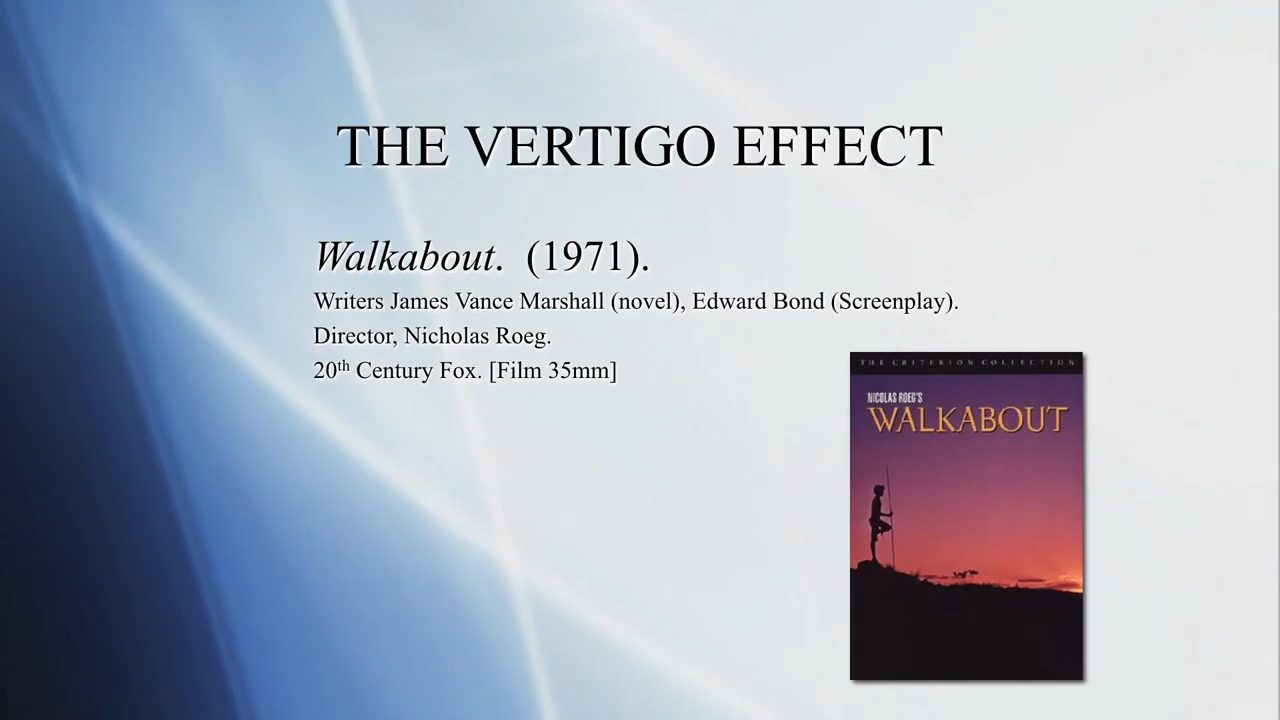 THE VERTIGO EFFECT
Walkabout. (1971).
Writers James Vance Marshall (novel), Edward Bond (Screenplay).
Director, Nicholas Roeg.
20th Century Fox. [Film 35mm]
THE CRITERION COLLECTION
NICOLAS ROEG'S
WALKABOUT